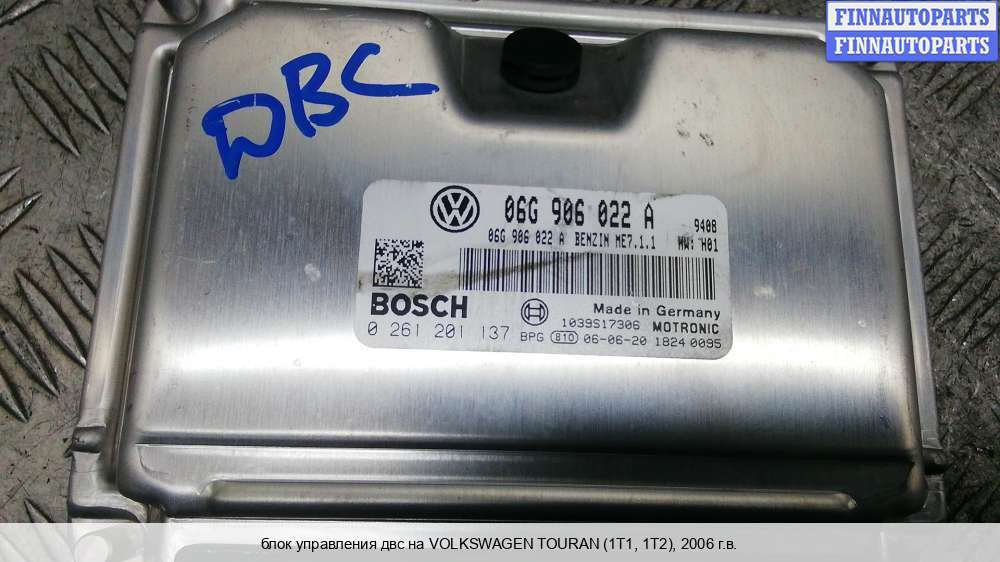 FINNAUTOPARTS
FINNAUTOPARTS
DBC
06G 906 022 A 9408
06G 906 022 A BENZIN ME7.1.1 HW: H01
BOSCH Made in Germany
1039S17306 MOTRONIC
0 261 201 137 BPG 810 06-06-20 1824 0095
блок управления двс на VOLKSWAGEN TOURAN (1T1, 1T2), 2006 г.в.